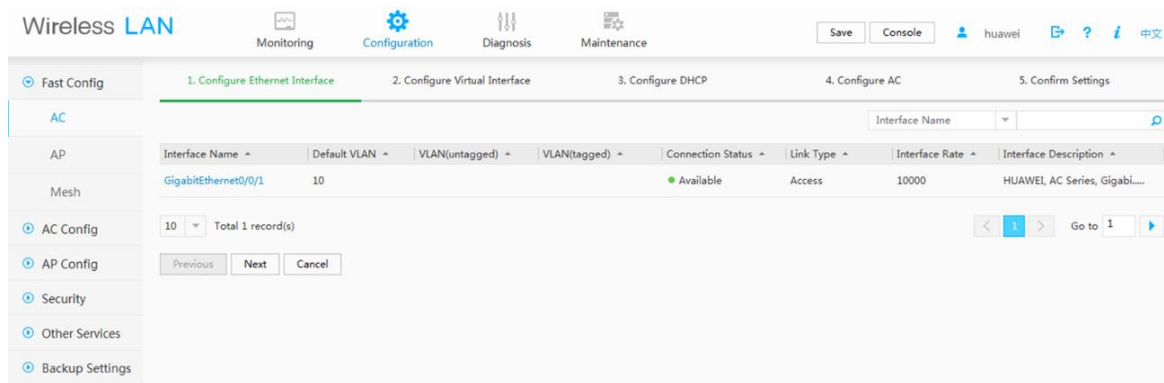 Wireless LAN
Monitoring Configuration Diagnosis Maintenance
Save Console huawei ? i 中文
Fast Config
AC
AP
Mesh
AC Config
AP Config
Security
Other Services
Backup Settings
1. Configure Ethernet Interface 2. Configure Virtual Interface 3. Configure DHCP 4. Configure AC 5. Confirm Settings
Interface Name
Interface Name Default VLAN VLAN(untagged) VLAN(tagged) Connection Status Link Type Interface Rate Interface Description
GigabitEthernet0/0/1 10 Available Access 10000 HUAWEI, AC Series, Gigabi.....
10 Total 1 record(s) < 1 > Go to 1
Previous Next Cancel